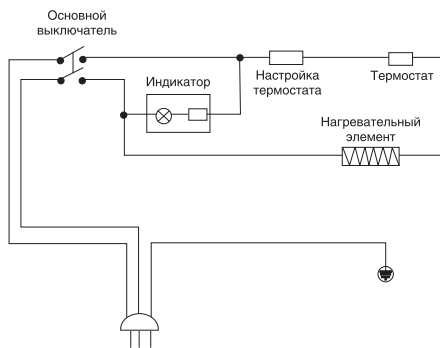 Основной
выключатель
Индикатор
Настройка
термостата
Термостат
Нагревательный
элемент